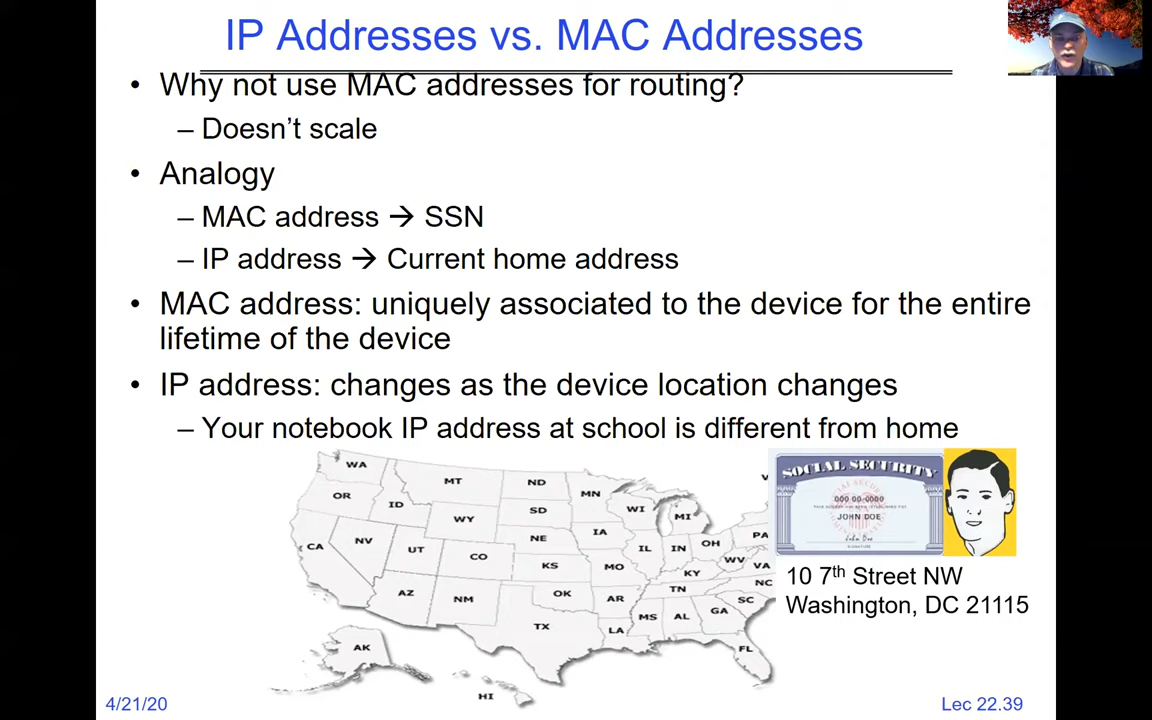 IP Addresses vs. MAC Addresses
• Why not use MAC addresses for routing?
– Doesn’t scale
• Analogy
– MAC address → SSN
– IP address → Current home address
• MAC address: uniquely associated to the device for the entire
lifetime of the device
• IP address: changes as the device location changes
– Your notebook IP address at school is different from home
WA
MT
ND
MN
OR
ID
SD
WI
MI
WY
IA
PA
NV
NE
OH
CA
UT
CO
IL
IN
WV
VA
KS
MO
KY
NC
AZ
NM
OK
AR
TN
SC
MS
AL
GA
TX
LA
FL
AK
HI
SOCIAL SECURITY
000 00-0000
JOHN DOE
John Doe
SIGNATURE
10 7th Street NW
Washington, DC 21115
4/21/20
Lec 22.39